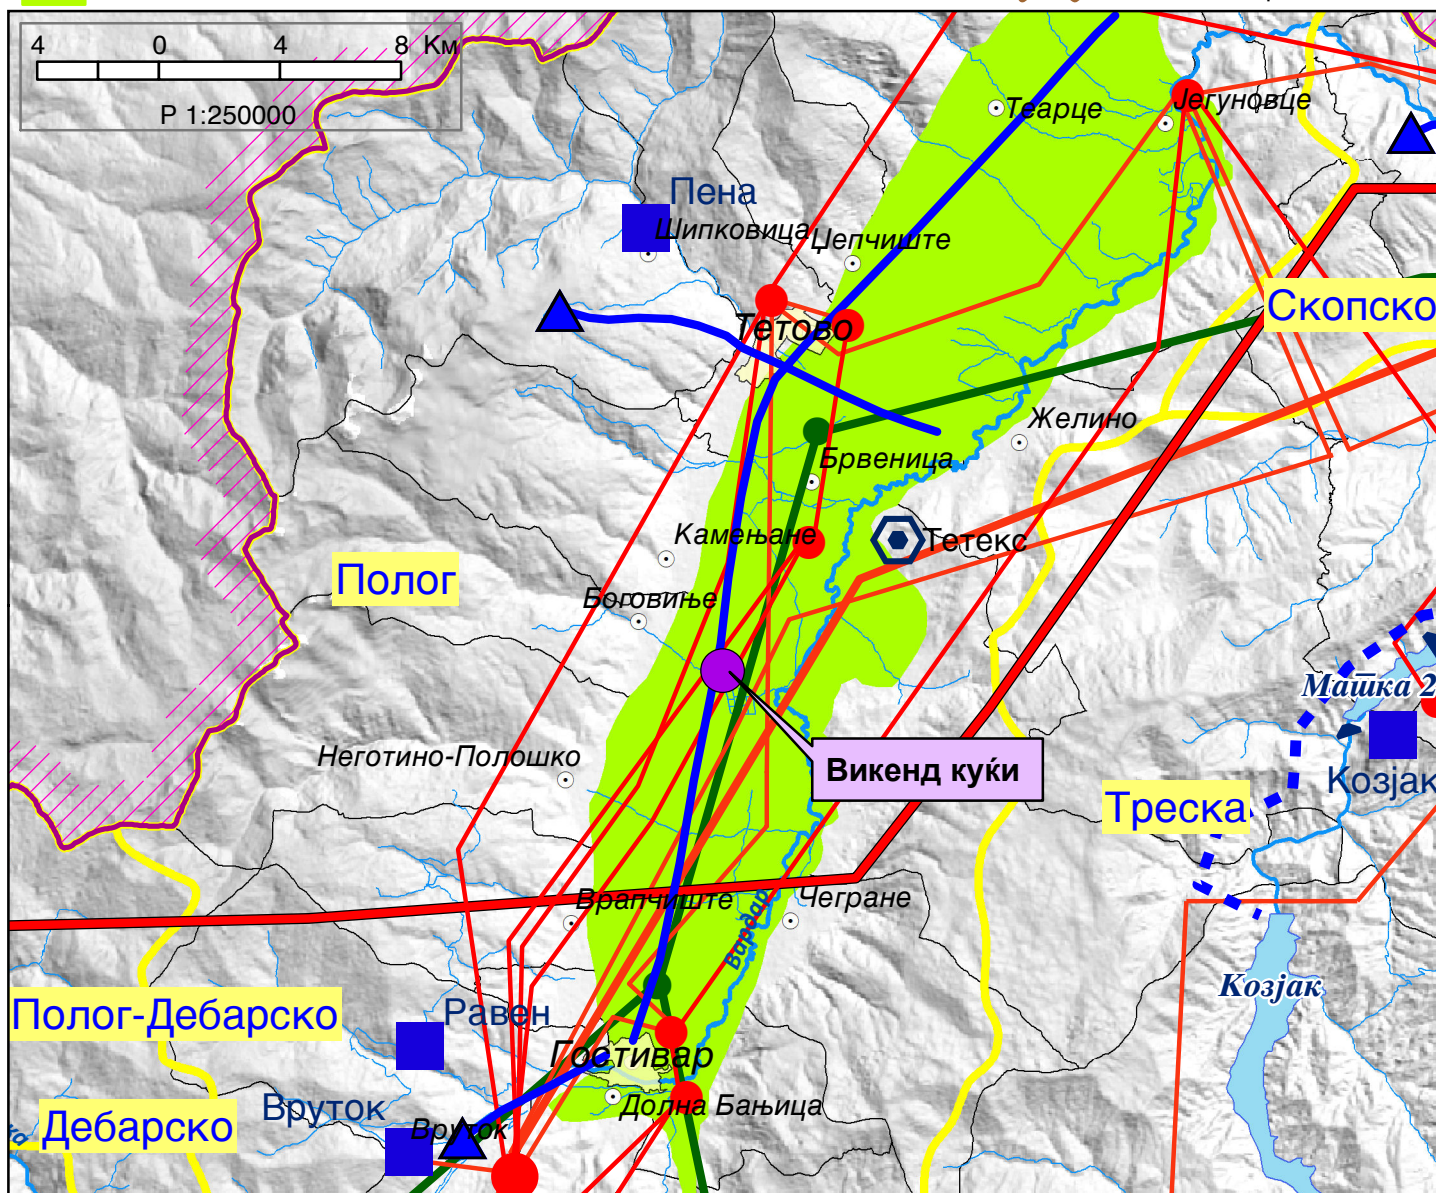 4 0 4 8 Км
Р 1:250000
Теарце
Јегуновце
Пена
Шипковица
Џепчиште
Скопско
Тетово
Желино
Брвеница
Камењане
Тетекс
Полог
Боговиње
Матка 2
Неготино-Полошко
Викенд куќи
Козјак
Треска
Врапчиште
Чегране
Вардар
Козјак
Полог-Дебарско
Равен
Гостивар
Вруток
Долна Бањица
Дебарско
Вруток